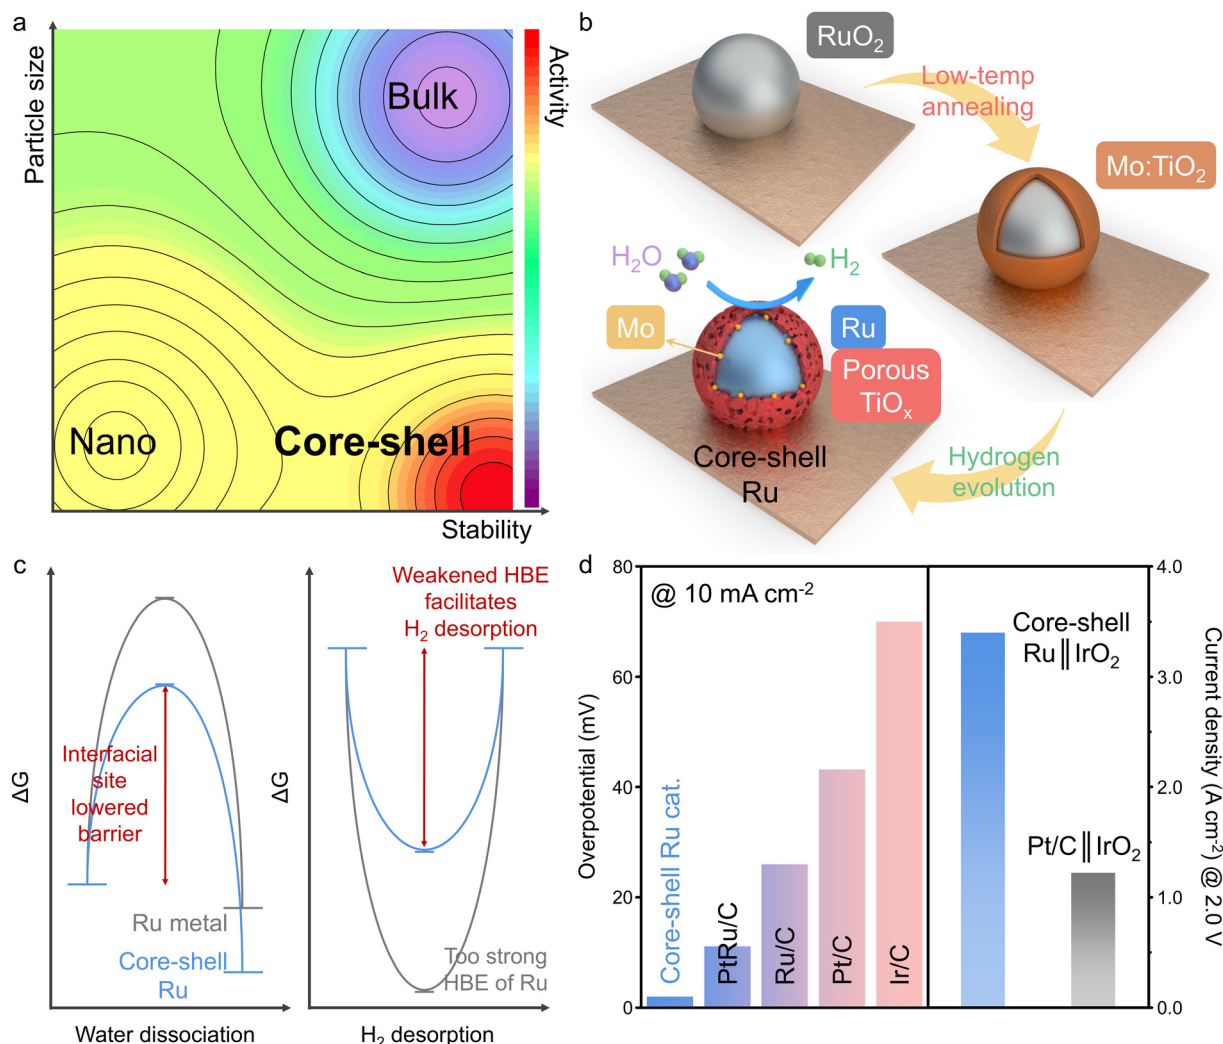 a
Particle size
Bulk
Activity
Nano
Core-shell
Stability
b
RuO₂
Low-temp
annealing
Mo:TiO₂
H₂O
H₂
Mo
Ru
Porous
TiOₓ
Core-shell
Ru
Hydrogen
evolution
c
ΔG
Interfacial
site
lowered
barrier
Ru metal
Core-shell
Ru
Water dissociation
ΔG
Weakened HBE
facilitates
H₂ desorption
Too strong
HBE of Ru
H₂ desorption
d
@ 10 mA cm⁻²
Overpotential (mV)
80
60
40
20
0
Core-shell Ru cat.
PtRu/C
Ru/C
Pt/C
Ir/C
Core-shell
Ru‖IrO₂
Pt/C‖IrO₂
4.0
3.0
2.0
1.0
0.0
Current density (A cm⁻²) @ 2.0 V